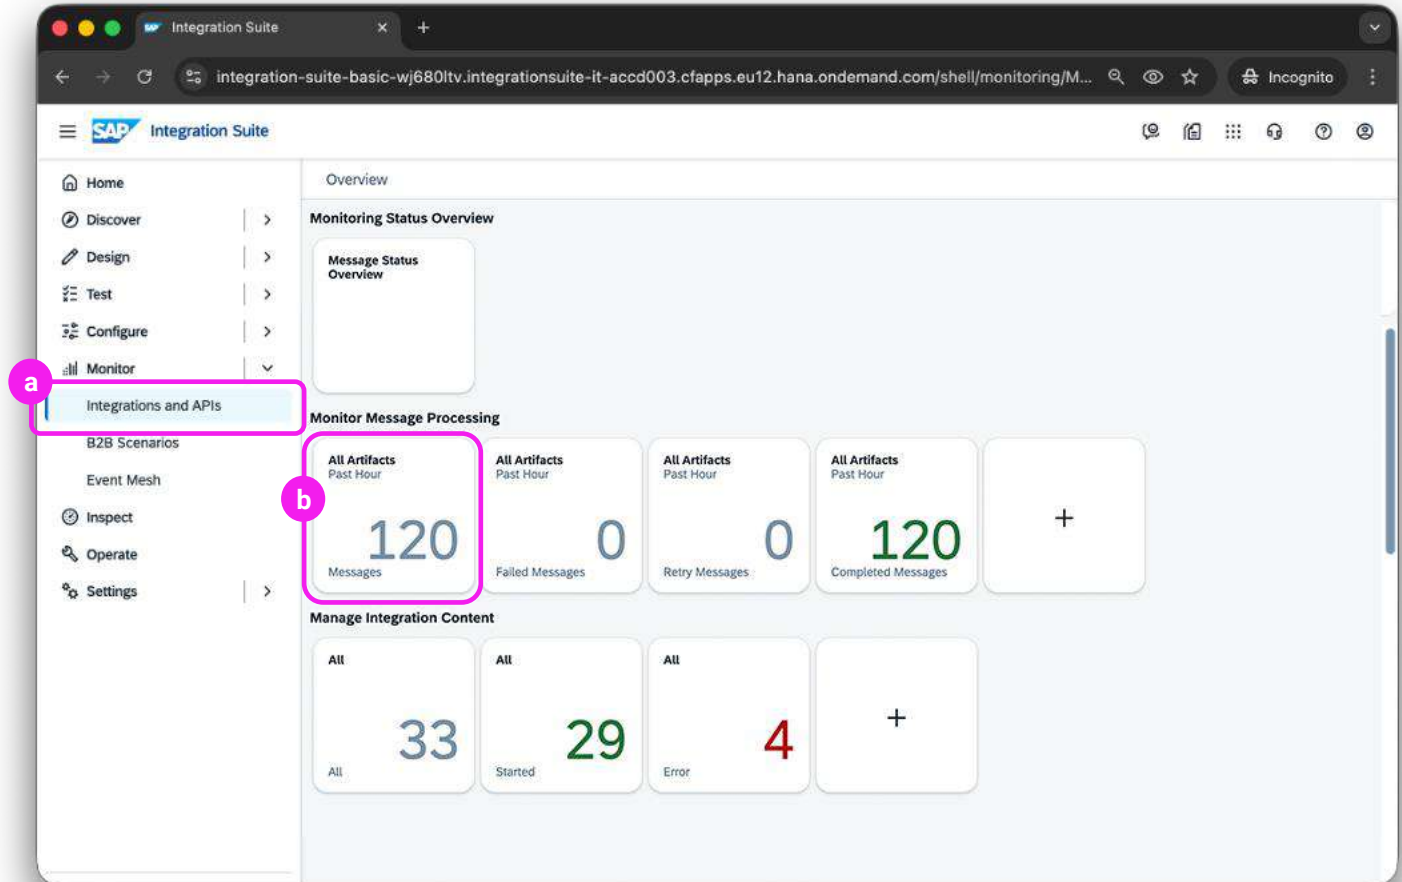 SAP Integration Suite
integration-suite-basic-wj680ltv.integrationsuite-it-accd003.cfapps.eu12.hana.ondemand.com/shell/monitoring/M...
Incognito
SAP Integration Suite
Home
Discover
Design
Test
Configure
Monitor
a
Integrations and APIs
B2B Scenarios
Event Mesh
Inspect
Operate
Settings
Overview
Monitoring Status Overview
Message Status
Overview
Monitor Message Processing
b
All Artifacts
Past Hour
120
Messages
All Artifacts
Past Hour
0
Failed Messages
All Artifacts
Past Hour
0
Retry Messages
All Artifacts
Past Hour
120
Completed Messages
+
Manage Integration Content
All
33
All
All
29
Started
All
4
Error
+